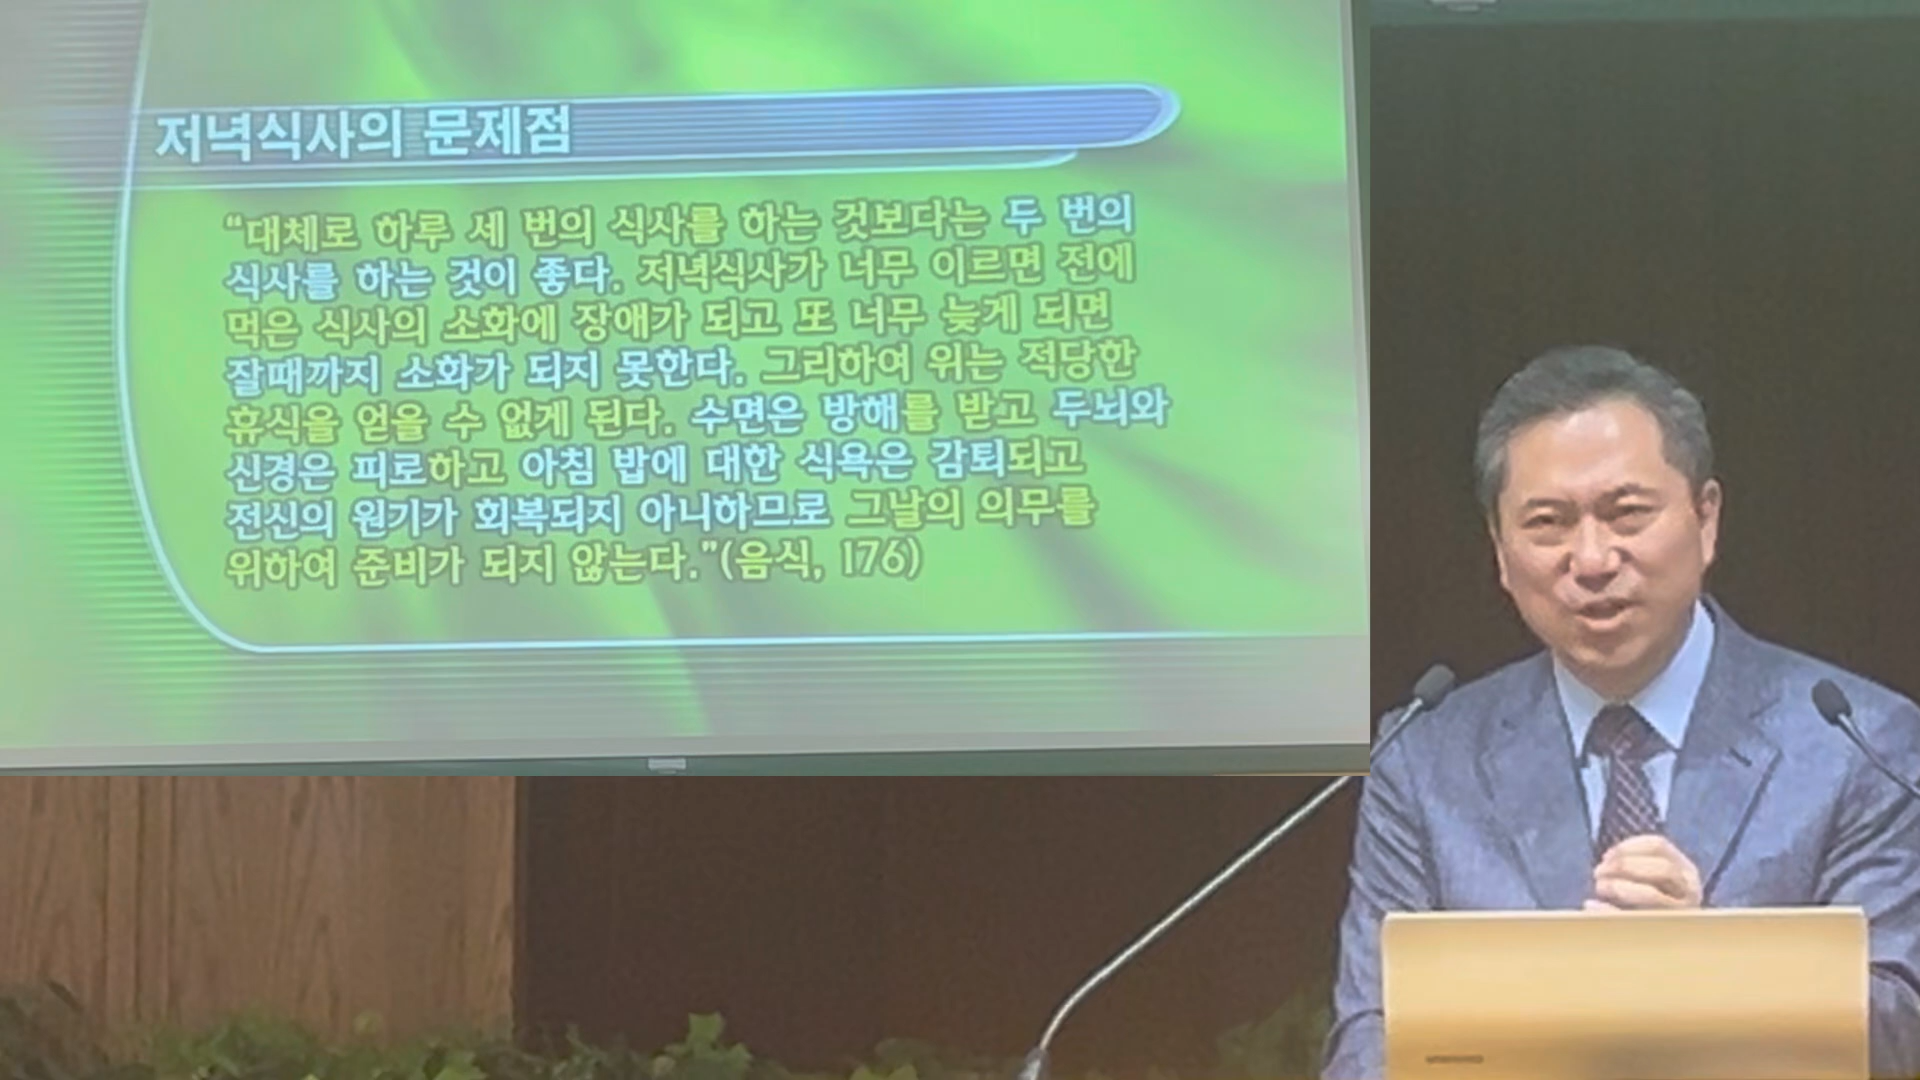 저녁식사의 문제점
“대체로 하루 세 번의 식사를 하는 것보다는 두 번의
식사를 하는 것이 좋다. 저녁식사가 너무 이르면 전에
먹은 식사의 소화에 장애가 되고 또 너무 늦게 되면
잘때까지 소화가 되지 못한다. 그리하여 위는 적당한
휴식을 얻을 수 없게 된다. 수면은 방해를 받고 두뇌와
신경은 피로하고 아침 밥에 대한 식욕은 감퇴되고
전신의 원기가 회복되지 아니하므로 그날의 의무를
위하여 준비가 되지 않는다.”(음식, 176)